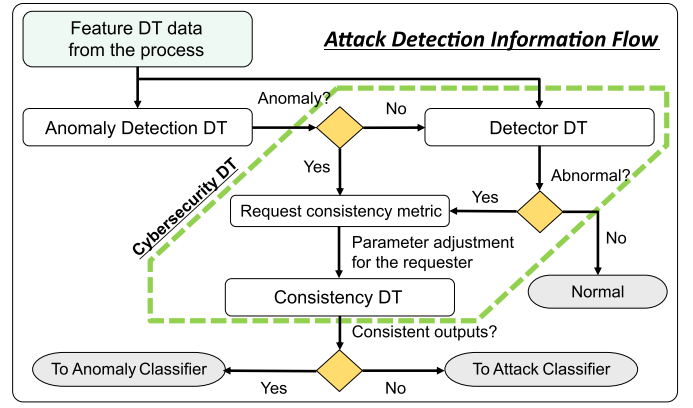 Feature DT data
from the process
Attack Detection Information Flow
Anomaly?
No
Anomaly Detection DT
Detector DT
Yes
Abnormal?
Cybersecurity DT
Request consistency metric
Yes
No
Parameter adjustment
for the requester
Consistency DT
Normal
Consistent outputs?
To Anomaly Classifier
To Attack Classifier
Yes
No